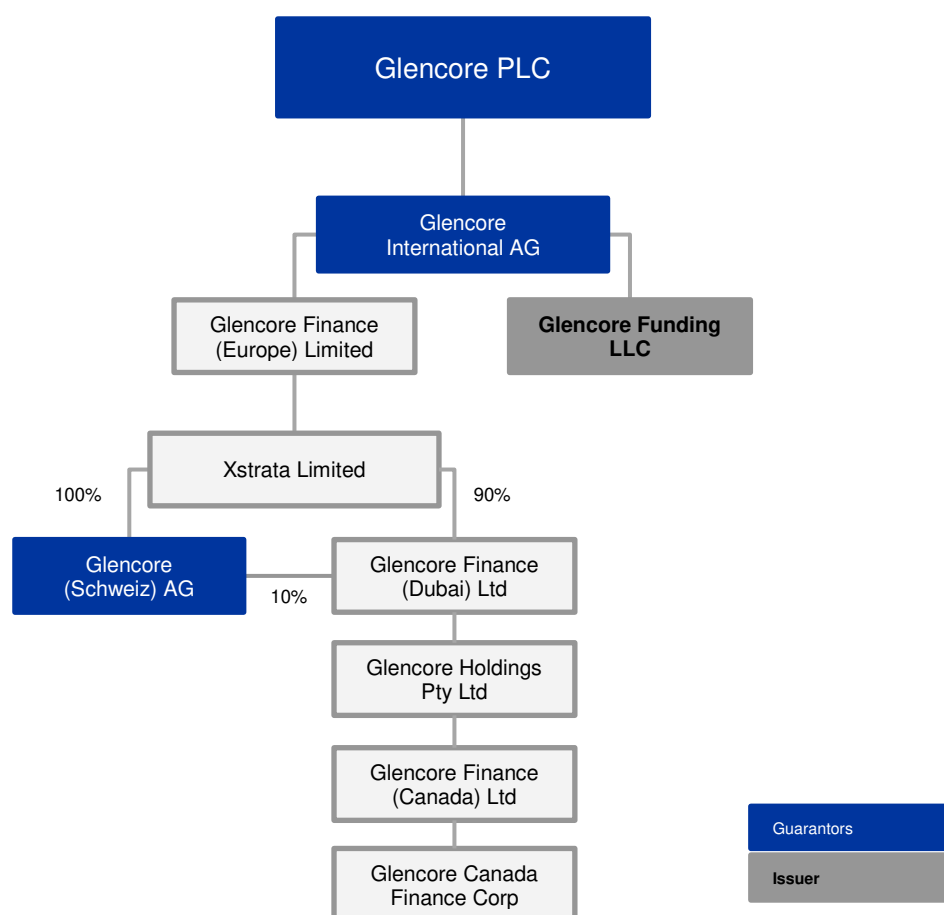 Glencore PLC
Glencore
International AG
Glencore Finance
(Europe) Limited
Glencore Funding
LLC
Xstrata Limited
100%
90%
Glencore
(Schweiz) AG
10%
Glencore Finance
(Dubai) Ltd
Glencore Holdings
Pty Ltd
Glencore Finance
(Canada) Ltd
Glencore Canada
Finance Corp
Guarantors
Issuer